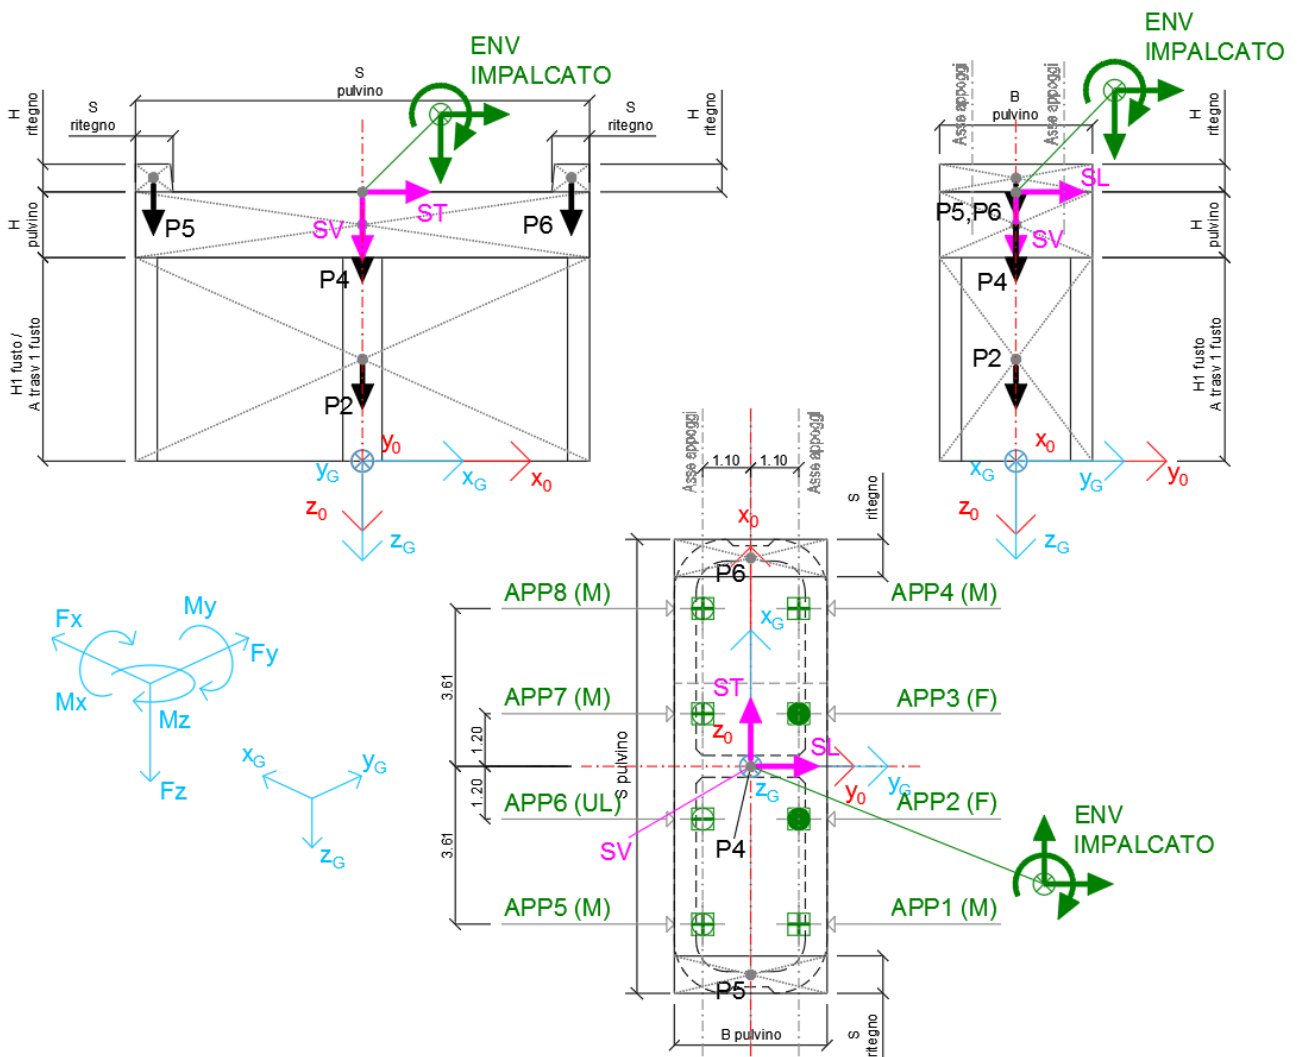 ENV
IMPALCATO
S
pulvino
S
ritegno
S
ritegno
H
ritegno
H
ritegno
P5
P6
ST
SV
H
pulvino
P4
H1 fusto /
A trasv 1 fusto
P2
y0
yG
xG
x0
z0
zG
ENV
IMPALCATO
Asse appoggi
Asse appoggi
B
pulvino
H
ritegno
SL
P5,P6
SV
H
pulvino
P4
P2
H1 fusto /
A trasv 1 fusto
x0
xG
yG
y0
z0
zG
Asse appoggi
Asse appoggi
1.10
1.10
S
ritegno
x0
P6
APP8 (M)
APP4 (M)
xG
3.61
ST
APP7 (M)
APP3 (F)
1.20
z0
SL
S pulvino
zG
y0
yG
1.20
APP6 (UL)
APP2 (F)
SV
P4
3.61
ENV
IMPALCATO
APP5 (M)
APP1 (M)
P5
B pulvino
S
ritegno
Fx
My
Fy
Mx
Mz
Fz
xG
yG
zG